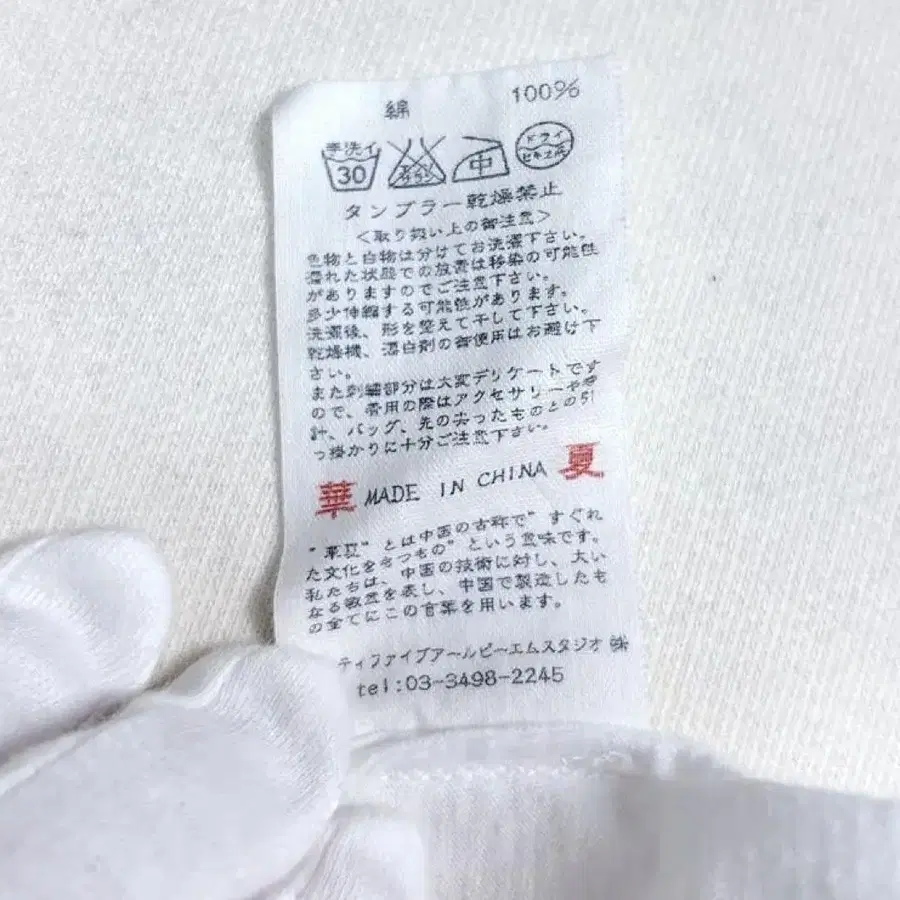 綿 100%
手洗イ 30 エンソサラシ 中 ドライ セキユ系
タンブラー乾燥禁止
<取り扱い上の御注意>
色物と白物は分けてお洗濯下さい。
濡れた状態での放置は移染の可能性
がありますのでご注意下さい。
多少伸縮する可能性があります。
洗濯後、形を整えて干して下さい。
乾燥機、漂白剤の御使用はお避け下
さい。
また刺繍部分は大変デリケートです
ので、着用の際はアクセサリーや時
計、バッグ、先の尖ったものとの引
っ掛かりに十分ご注意下さい。
華 MADE IN CHINA 夏
"華夏"とは中国の古称で"すぐれ
た文化をもつもの"という意味です。
私たちは、中国の技術に対し、大い
なる敬意を表し、中国で製造したも
の全てにこの言葉を用います。
ティファイブアールピーエムスタジオ ㈱
tel:03-3498-2245